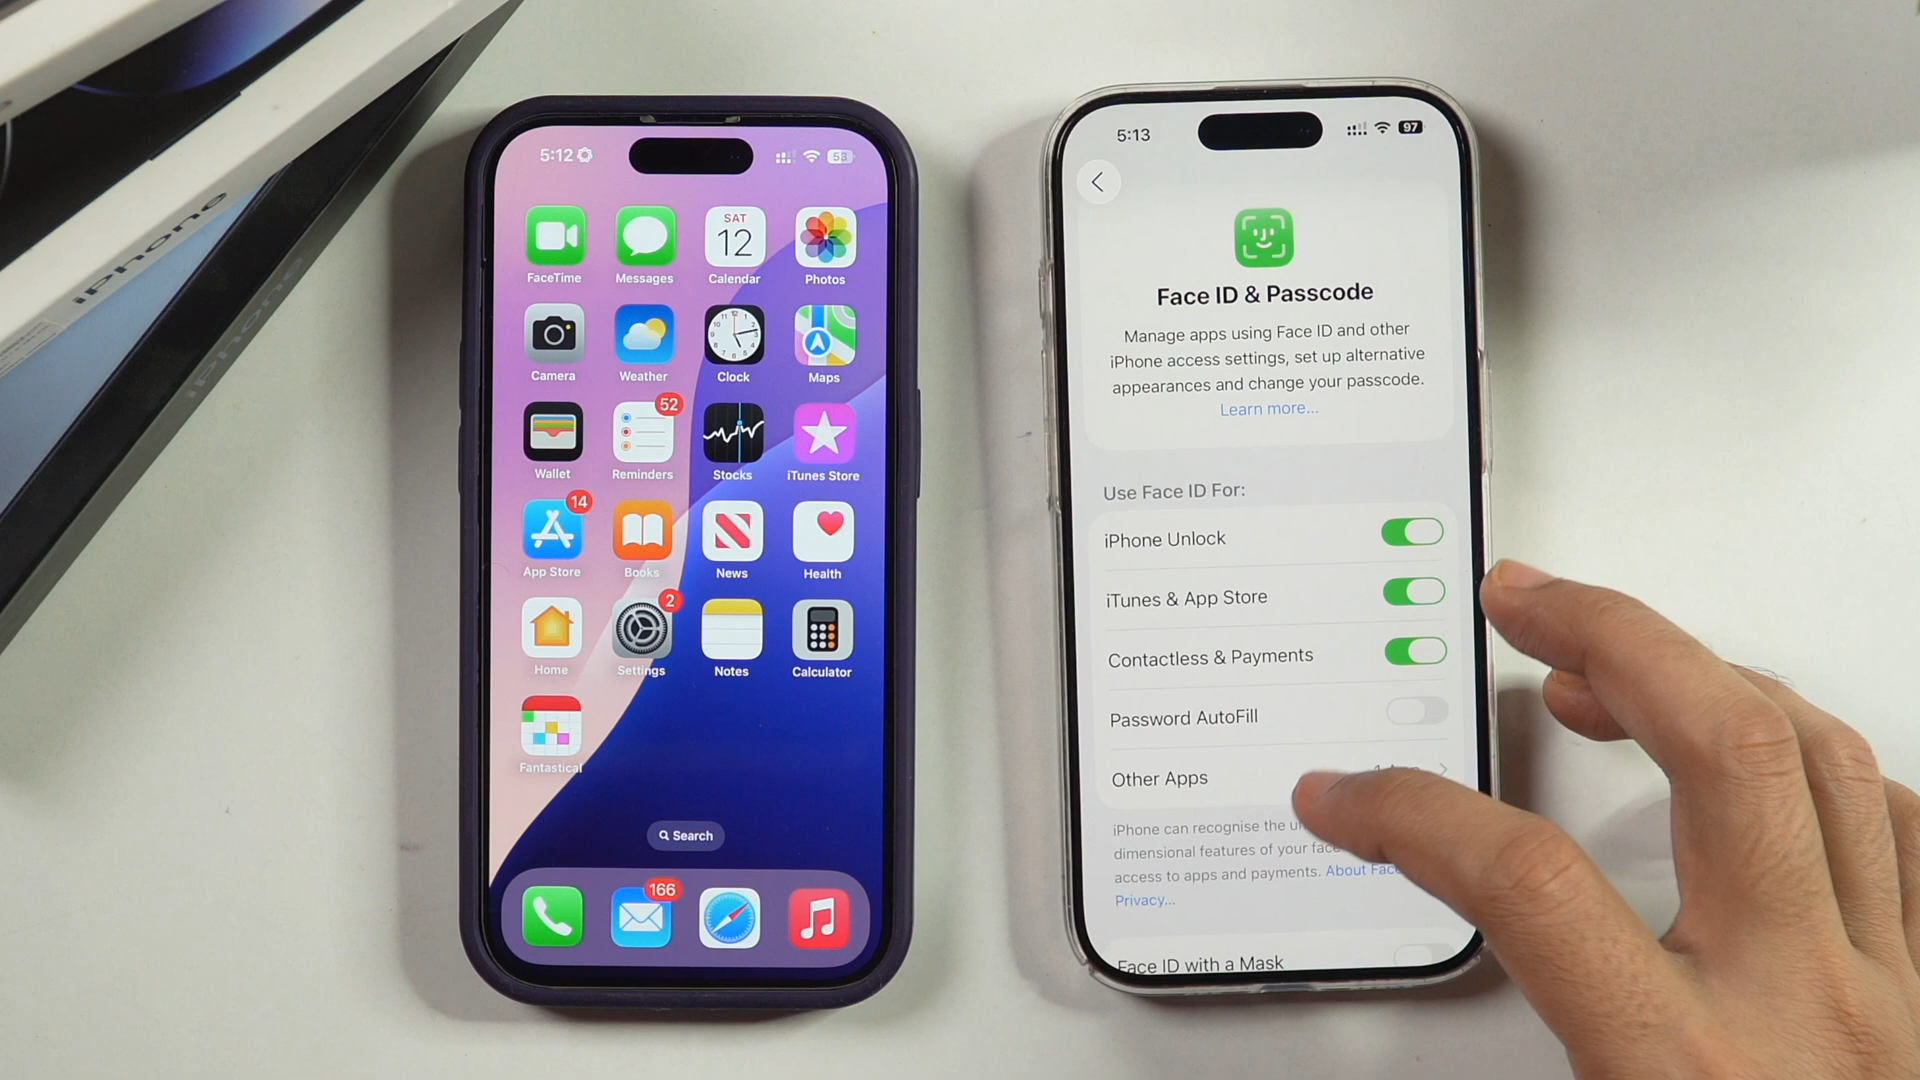 iPhone
iPhone
5:12
53
SAT
12
FaceTime
Messages
Calendar
Photos
Camera
Weather
Clock
Maps
52
Wallet
Reminders
Stocks
iTunes Store
14
App Store
Books
News
Health
2
Home
Settings
Notes
Calculator
Fantastical
Search
166
5:13
97
Face ID & Passcode
Manage apps using Face ID and other
iPhone access settings, set up alternative
appearances and change your passcode.
Learn more...
Use Face ID For:
iPhone Unlock
iTunes & App Store
Contactless & Payments
Password AutoFill
Other Apps
iPhone can recognise the
dimensional features of your face
access to apps and payments. About Face
Privacy...
Face ID with a Mask